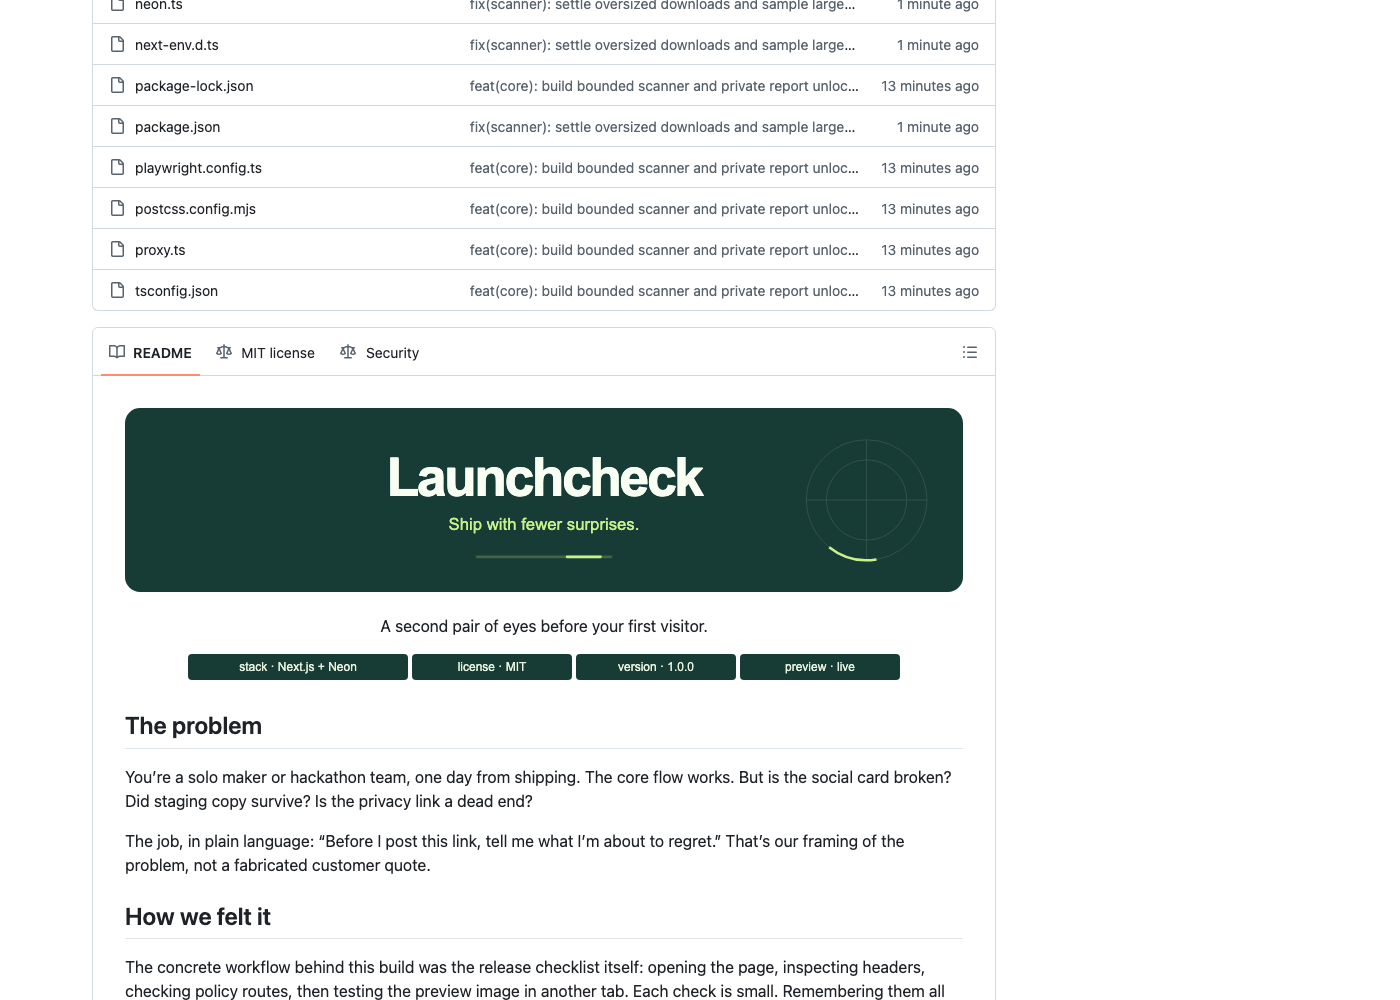 neon.ts fix(scanner): settle oversized downloads and sample large... 1 minute ago
next-env.d.ts fix(scanner): settle oversized downloads and sample large... 1 minute ago
package-lock.json feat(core): build bounded scanner and private report unloc... 13 minutes ago
package.json fix(scanner): settle oversized downloads and sample large... 1 minute ago
playwright.config.ts feat(core): build bounded scanner and private report unloc... 13 minutes ago
postcss.config.mjs feat(core): build bounded scanner and private report unloc... 13 minutes ago
proxy.ts feat(core): build bounded scanner and private report unloc... 13 minutes ago
tsconfig.json feat(core): build bounded scanner and private report unloc... 13 minutes ago
README MIT license Security
Launchcheck
Ship with fewer surprises.
A second pair of eyes before your first visitor.
stack · Next.js + Neon license · MIT version · 1.0.0 preview · live
The problem
You’re a solo maker or hackathon team, one day from shipping. The core flow works. But is the social card broken?
Did staging copy survive? Is the privacy link a dead end?
The job, in plain language: “Before I post this link, tell me what I’m about to regret.” That’s our framing of the
problem, not a fabricated customer quote.
How we felt it
The concrete workflow behind this build was the release checklist itself: opening the page, inspecting headers,
checking policy routes, then testing the preview image in another tab. Each check is small. Remembering them all